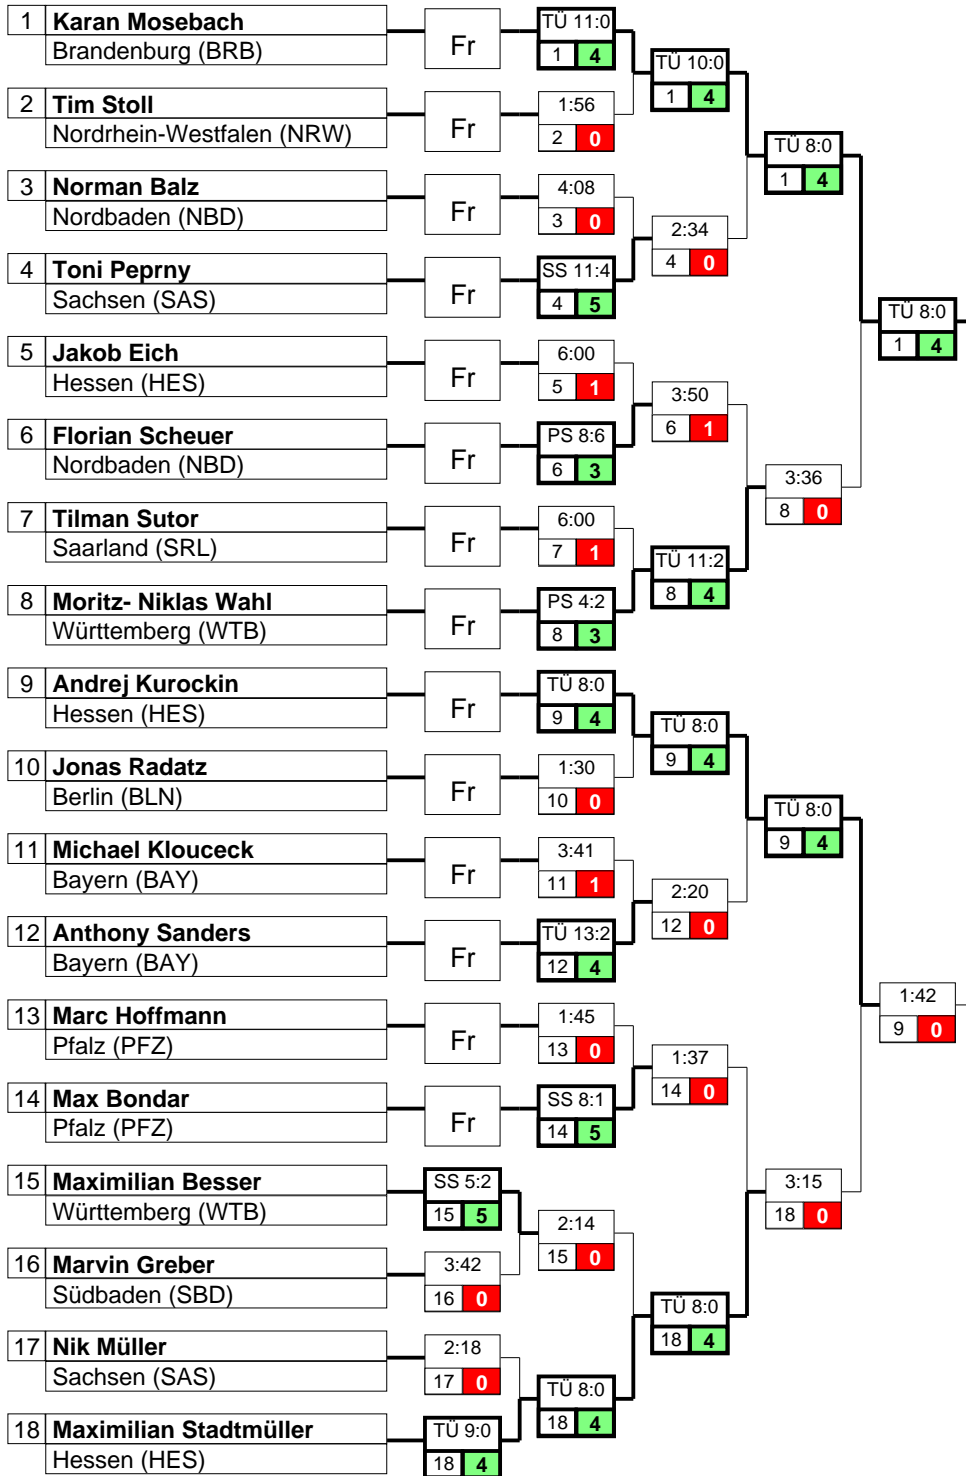 1 Karan Mosebach
Brandenburg (BRB)
Fr
TÜ 11:0
1 4
TÜ 10:0
1 4
2 Tim Stoll
Nordrhein-Westfalen (NRW)
Fr
1:56
2 0
TÜ 8:0
1 4
3 Norman Balz
Nordbaden (NBD)
Fr
4:08
3 0
2:34
4 0
4 Toni Peprny
Sachsen (SAS)
Fr
SS 11:4
4 5
TÜ 8:0
1 4
5 Jakob Eich
Hessen (HES)
Fr
6:00
5 1
3:50
6 1
6 Florian Scheuer
Nordbaden (NBD)
Fr
PS 8:6
6 3
3:36
8 0
7 Tilman Sutor
Saarland (SRL)
Fr
6:00
7 1
TÜ 11:2
8 4
8 Moritz- Niklas Wahl
Württemberg (WTB)
Fr
PS 4:2
8 3
9 Andrej Kurockin
Hessen (HES)
Fr
TÜ 8:0
9 4
TÜ 8:0
9 4
10 Jonas Radatz
Berlin (BLN)
Fr
1:30
10 0
TÜ 8:0
9 4
11 Michael Klouceck
Bayern (BAY)
Fr
3:41
11 1
2:20
12 0
12 Anthony Sanders
Bayern (BAY)
Fr
TÜ 13:2
12 4
1:42
9 0
13 Marc Hoffmann
Pfalz (PFZ)
Fr
1:45
13 0
1:37
14 0
14 Max Bondar
Pfalz (PFZ)
Fr
SS 8:1
14 5
15 Maximilian Besser
Württemberg (WTB)
SS 5:2
15 5
2:14
15 0
3:15
18 0
16 Marvin Greber
Südbaden (SBD)
3:42
16 0
TÜ 8:0
18 4
17 Nik Müller
Sachsen (SAS)
2:18
17 0
TÜ 8:0
18 4
18 Maximilian Stadtmüller
Hessen (HES)
TÜ 9:0
18 4